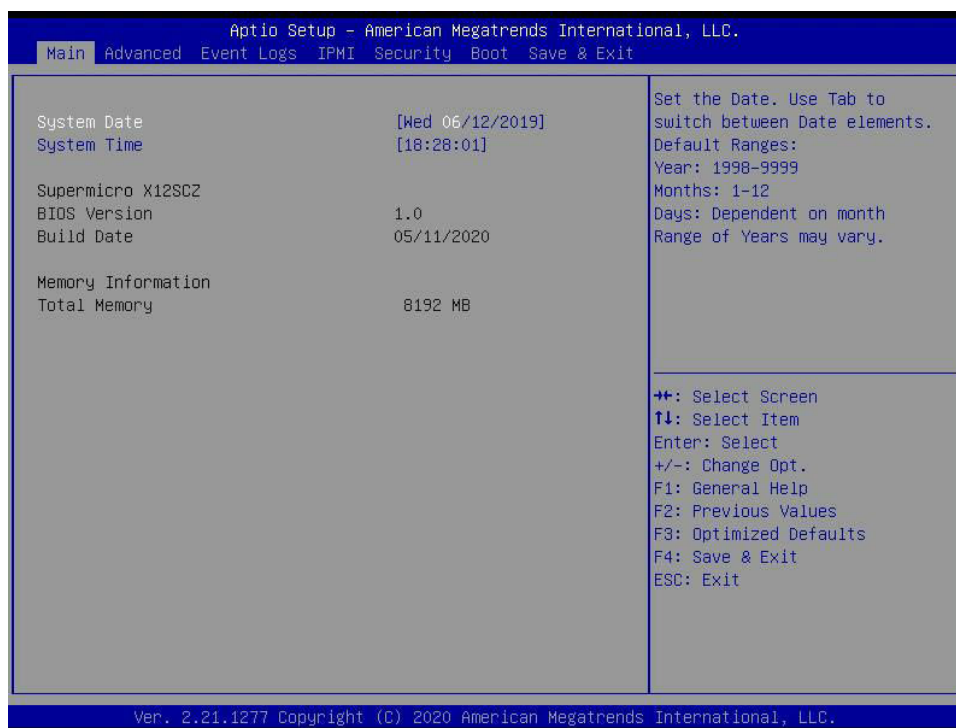 Aptio Setup – American Megatrends International, LLC.
Main Advanced Event Logs IPMI Security Boot Save & Exit
System Date [Wed 06/12/2019]
System Time [18:28:01]
Supermicro X12SCZ
BIOS Version 1.0
Build Date 05/11/2020
Memory Information
Total Memory 8192 MB
Set the Date. Use Tab to
switch between Date elements.
Default Ranges:
Year: 1998-9999
Months: 1-12
Days: Dependent on month
Range of Years may vary.
→←: Select Screen
↑↓: Select Item
Enter: Select
+/-: Change Opt.
F1: General Help
F2: Previous Values
F3: Optimized Defaults
F4: Save & Exit
ESC: Exit
Ver. 2.21.1277 Copyright (C) 2020 American Megatrends International, LLC.